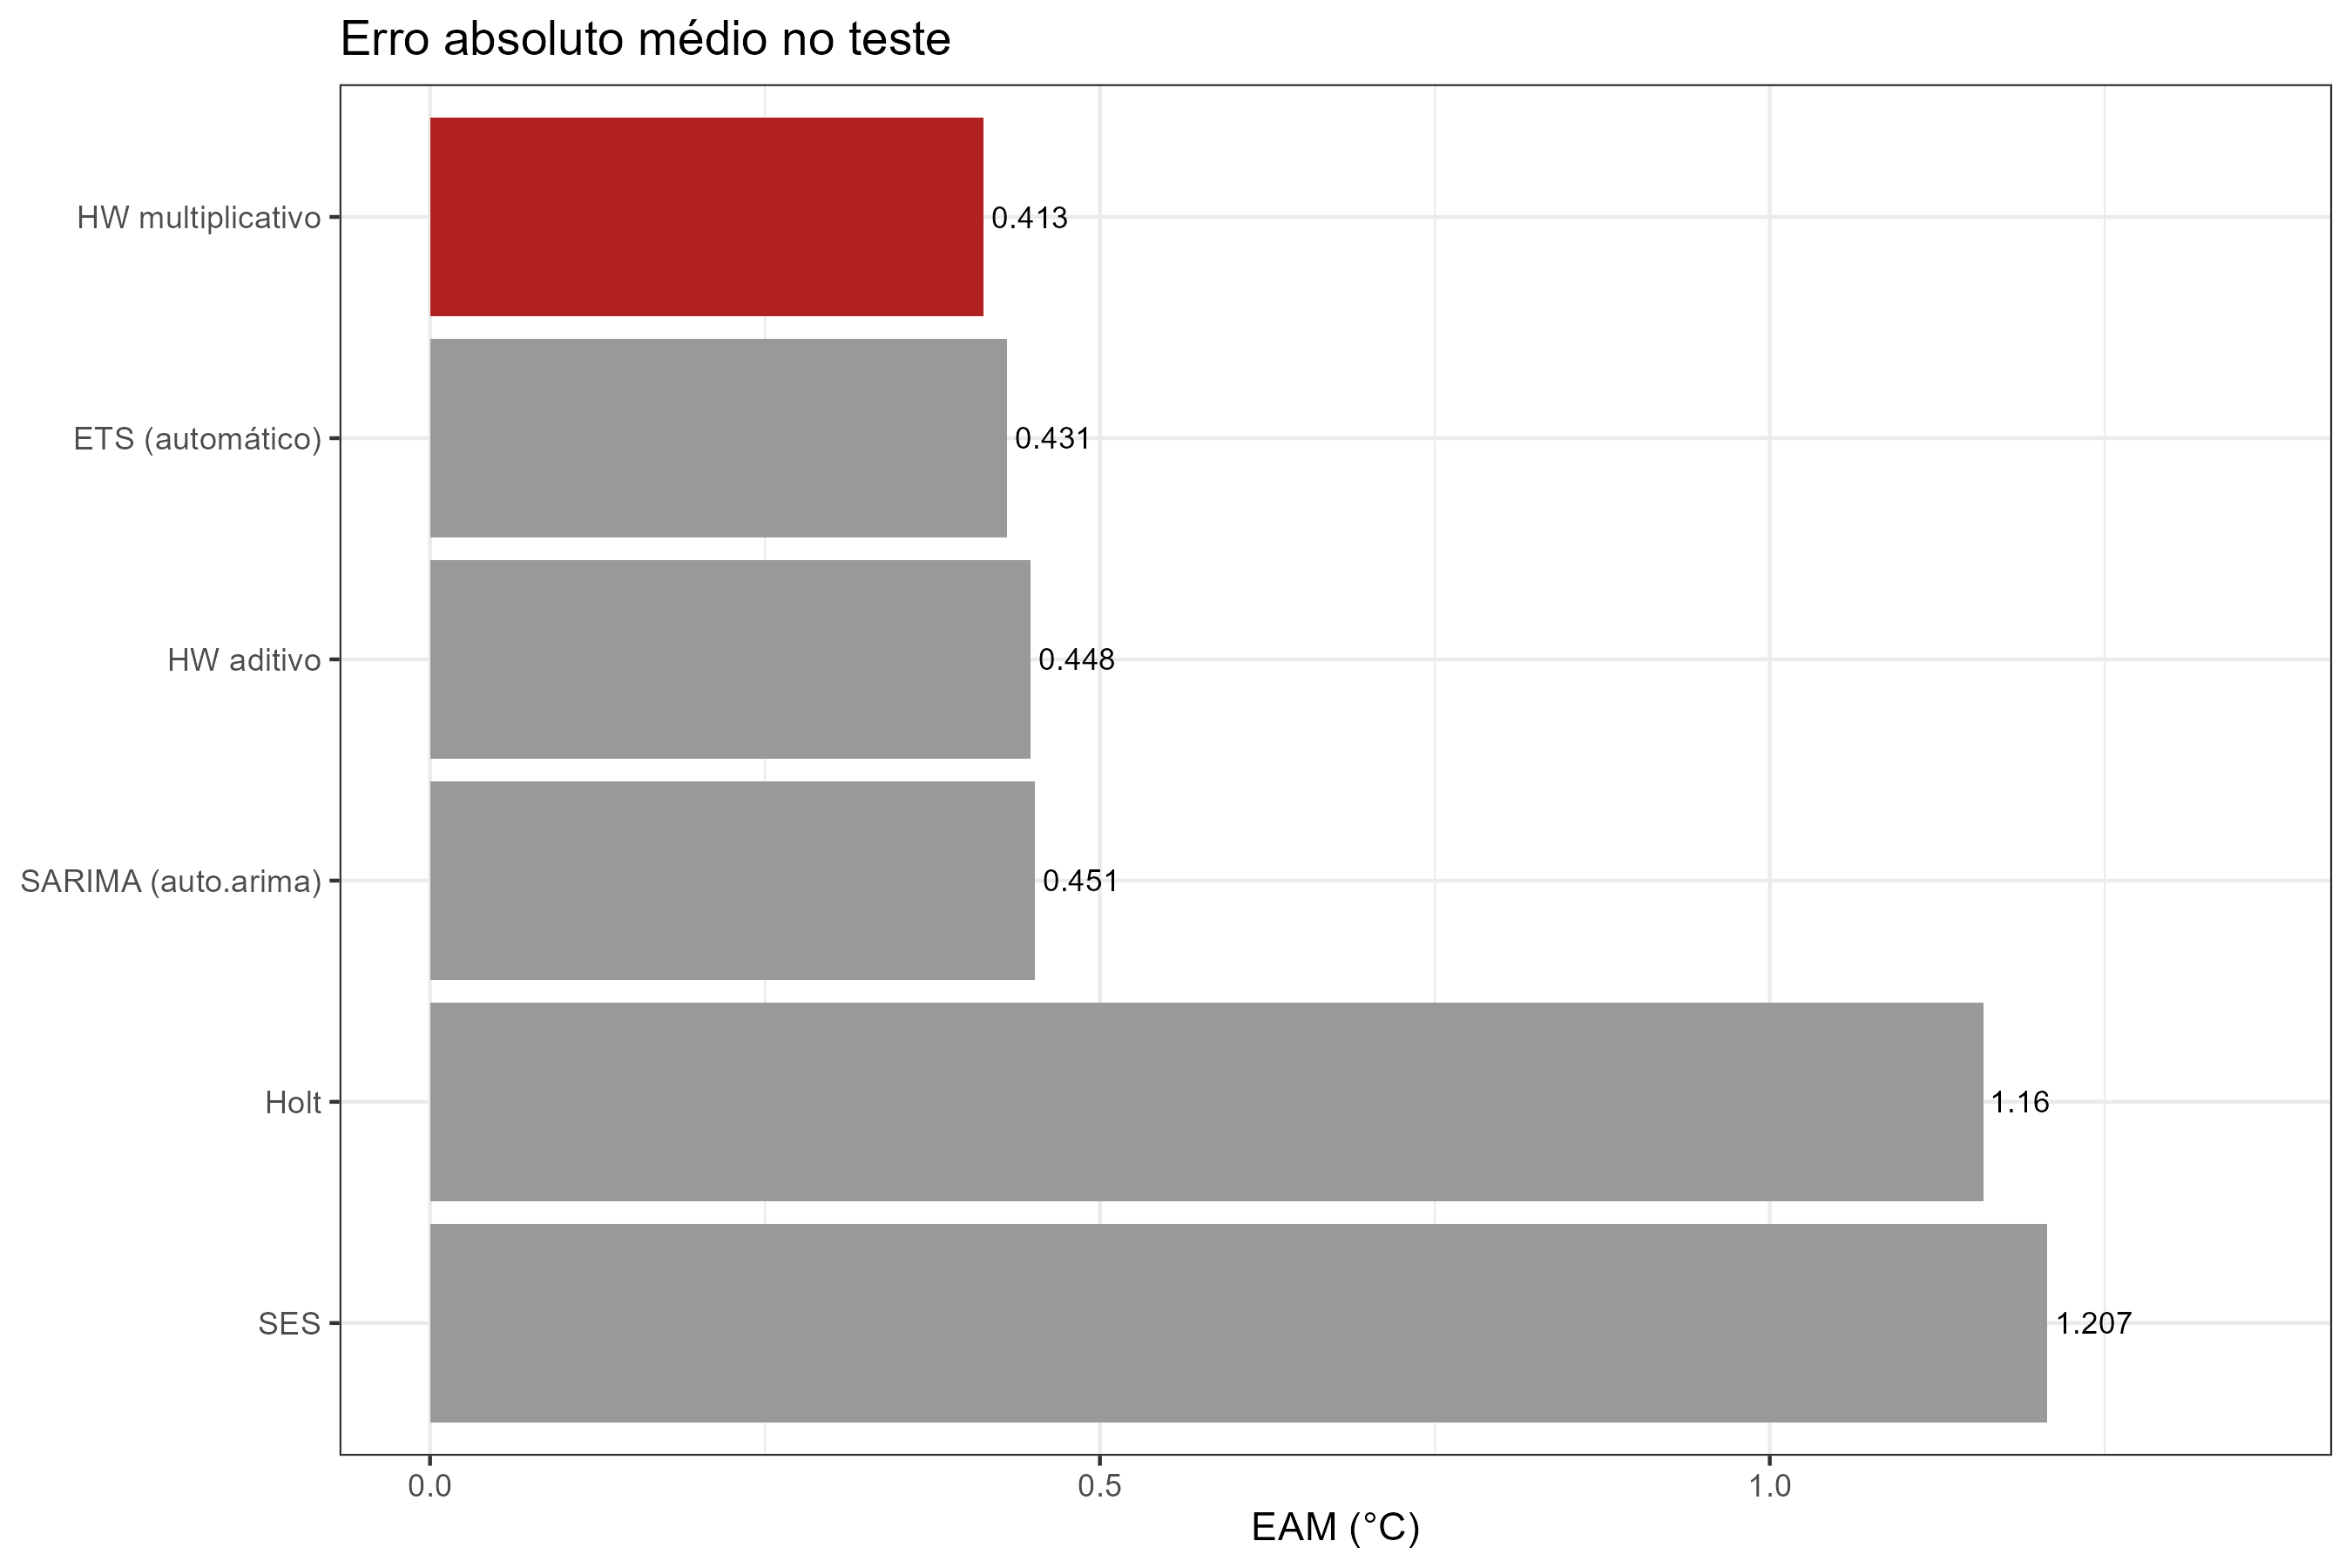 Erro absoluto médio no teste
HW multiplicativo
0.413
ETS (automático)
0.431
HW aditivo
0.448
SARIMA (auto.arima)
0.451
Holt
1.16
SES
1.207
0.0
0.5
1.0
EAM (°C)